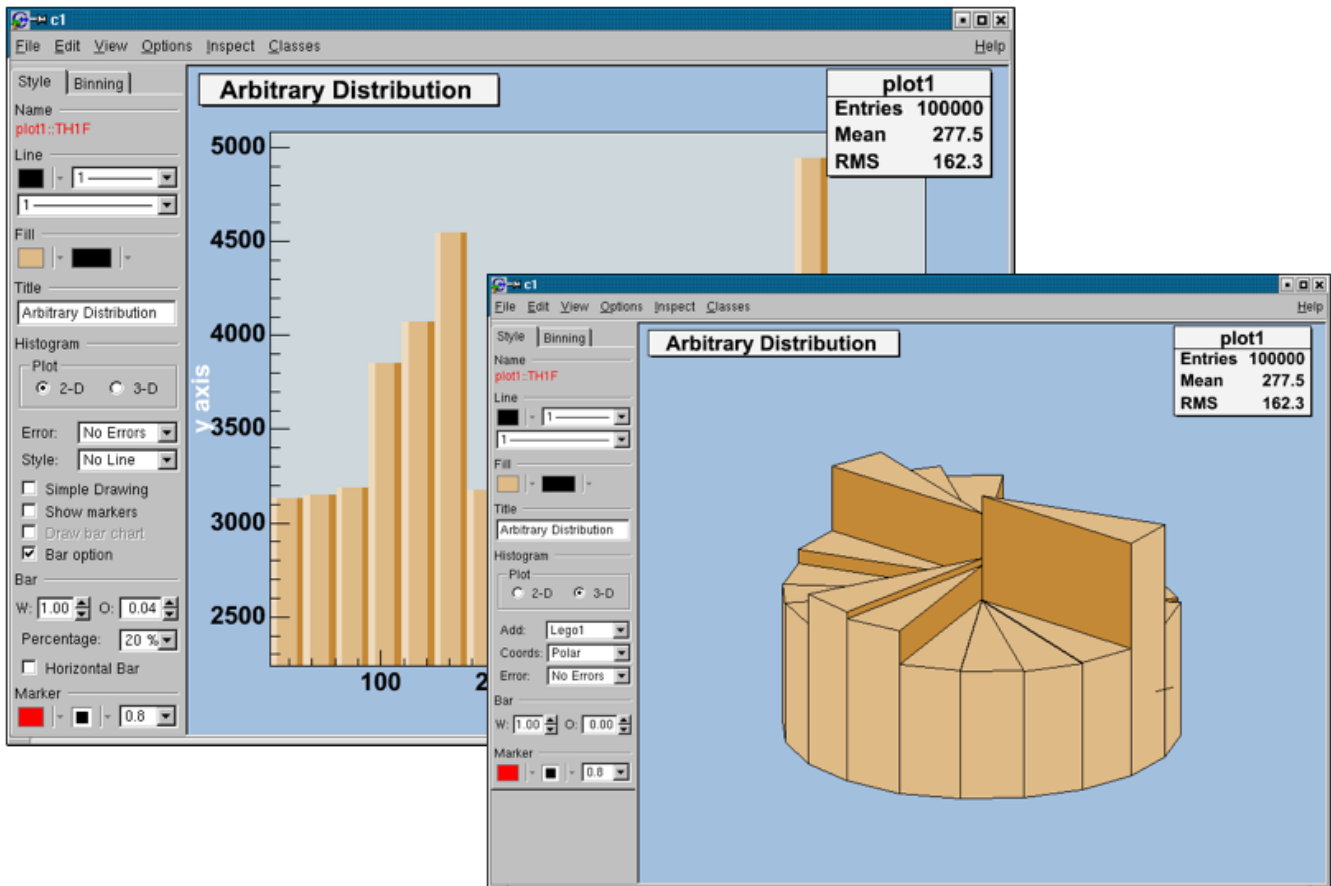 c1
File Edit View Options Inspect Classes Help
Style Binning
Name
plot1::TH1F
Line
1
1
Fill
Title
Arbitrary Distribution
Histogram
Plot
2-D 3-D
Error: No Errors
Style: No Line
Simple Drawing
Show markers
Draw bar chart
Bar option
Bar
W: 1.00 O: 0.04
Percentage: 20 %
Horizontal Bar
Marker
0.8
Arbitrary Distribution
plot1
Entries 100000
Mean 277.5
RMS 162.3
5000
4500
4000
y axis
3500
3000
2500
100
2
c1
File Edit View Options Inspect Classes Help
Style Binning
Name
plot1::TH1F
Line
1
1
Fill
Title
Arbitrary Distribution
Histogram
Plot
2-D 3-D
Add: Lego1
Coords: Polar
Error: No Errors
Bar
W: 1.00 O: 0.00
Marker
0.8
Arbitrary Distribution
plot1
Entries 100000
Mean 277.5
RMS 162.3